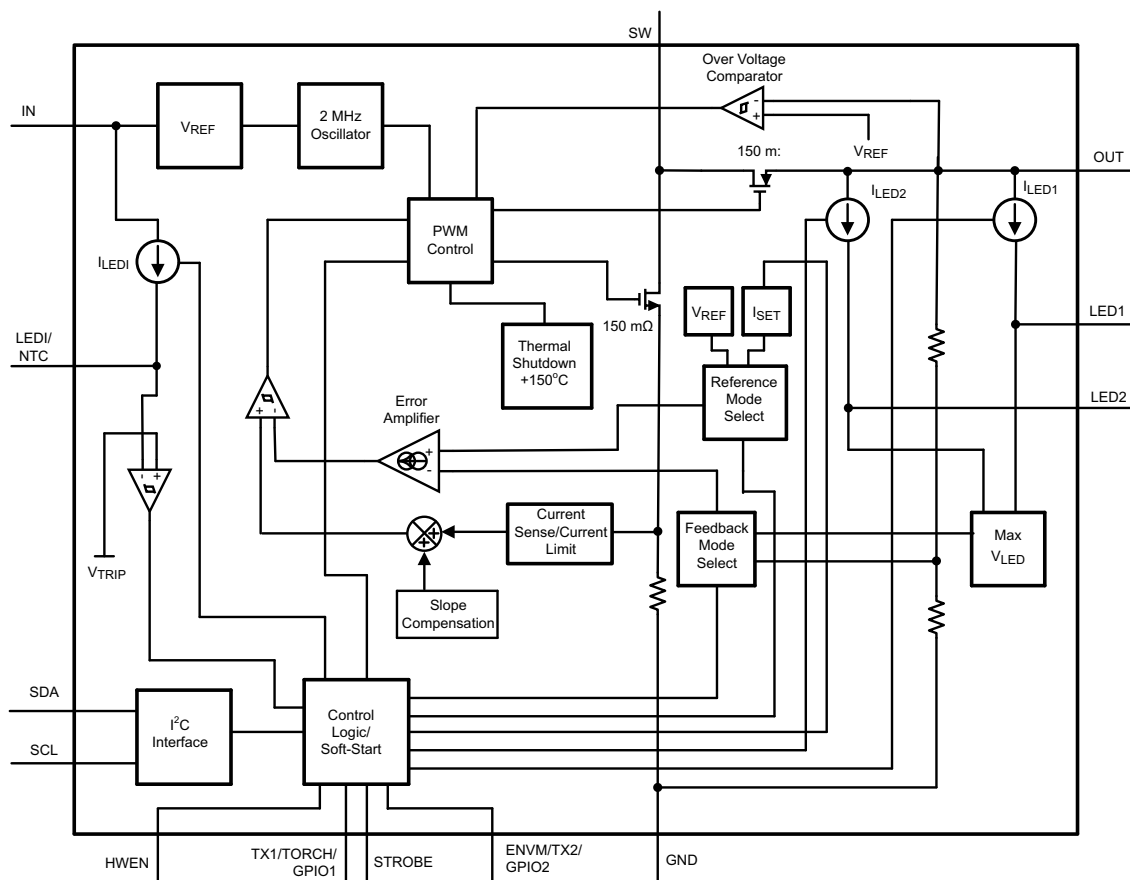 SW
Over Voltage
Comparator
-
+
VREF
IN
VREF
2 MHz
Oscillator
150 m:
OUT
ILED2
ILED1
PWM
Control
ILEDI
150 mΩ
VREF
ISET
LED1
LEDI/
NTC
Thermal
Shutdown
+150°C
Reference
Mode
Select
LED2
Error
Amplifier
+ -
+
-
- +
Current
Sense/Current
Limit
Feedback
Mode
Select
Max
VLED
+
+
VTRIP
Slope
Compensation
SDA
SCL
I²C
Interface
Control
Logic/
Soft-Start
HWEN
TX1/TORCH/
GPIO1
STROBE
ENVM/TX2/
GPIO2
GND